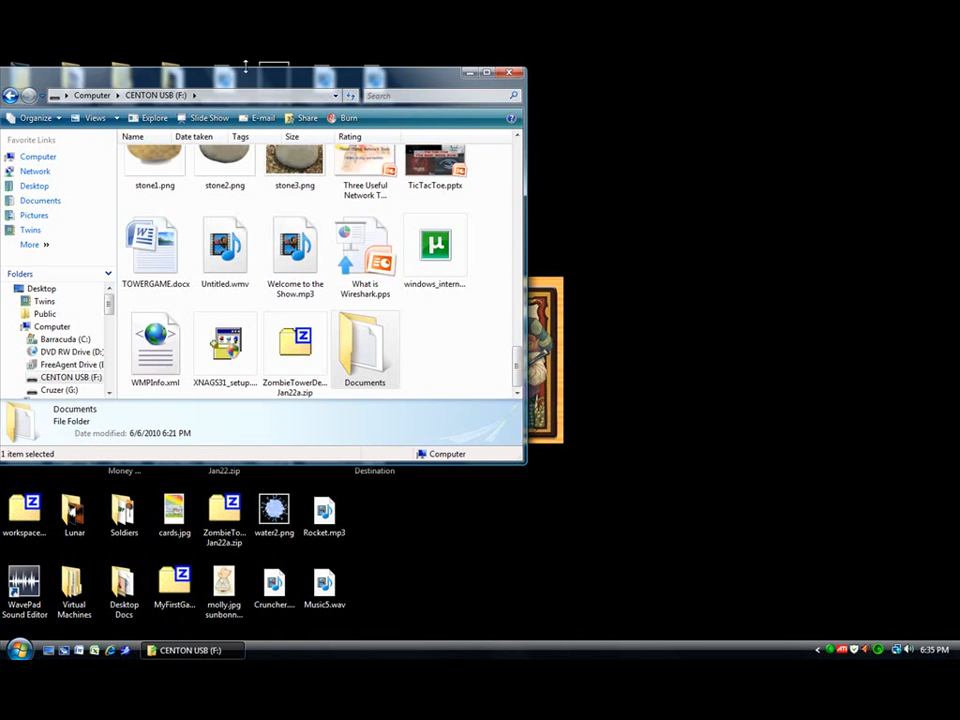 Computer CENTON USB (F:) Search
Organize Views Explore Slide Show E-mail Share Burn
Favorite Links
Computer
Network
Desktop
Documents
Pictures
Twins
More »
Folders
Desktop
Twins
Public
Computer
Barracuda (C:)
DVD RW Drive (D:
FreeAgent Drive (E
CENTON USB (F:)
Cruzer (G:)
Name Date taken Tags Size Rating
stone1.png stone2.png stone3.png Three Useful Network T... TicTacToe.pptx
TOWERGAME.docx Untitled.wmv Welcome to the Show.mp3 What is Wireshark.pps windows_intern...
WMPInfo.xml XNAGS31_setup.... ZombieTowerDe... Jan22a.zip Documents
Documents
File Folder
Date modified: 6/6/2010 6:21 PM
1 item selected Computer
Money ... Jan22.zip Destination
workspace... Lunar Soldiers cards.jpg ZombieTo... Jan22a.zip water2.png Rocket.mp3
WavePad Sound Editor Virtual Machines Desktop Docs MyFirstGa... molly.jpg sunbonn... Cruncher.... Music5.wav
CENTON USB (F:) 6:35 PM